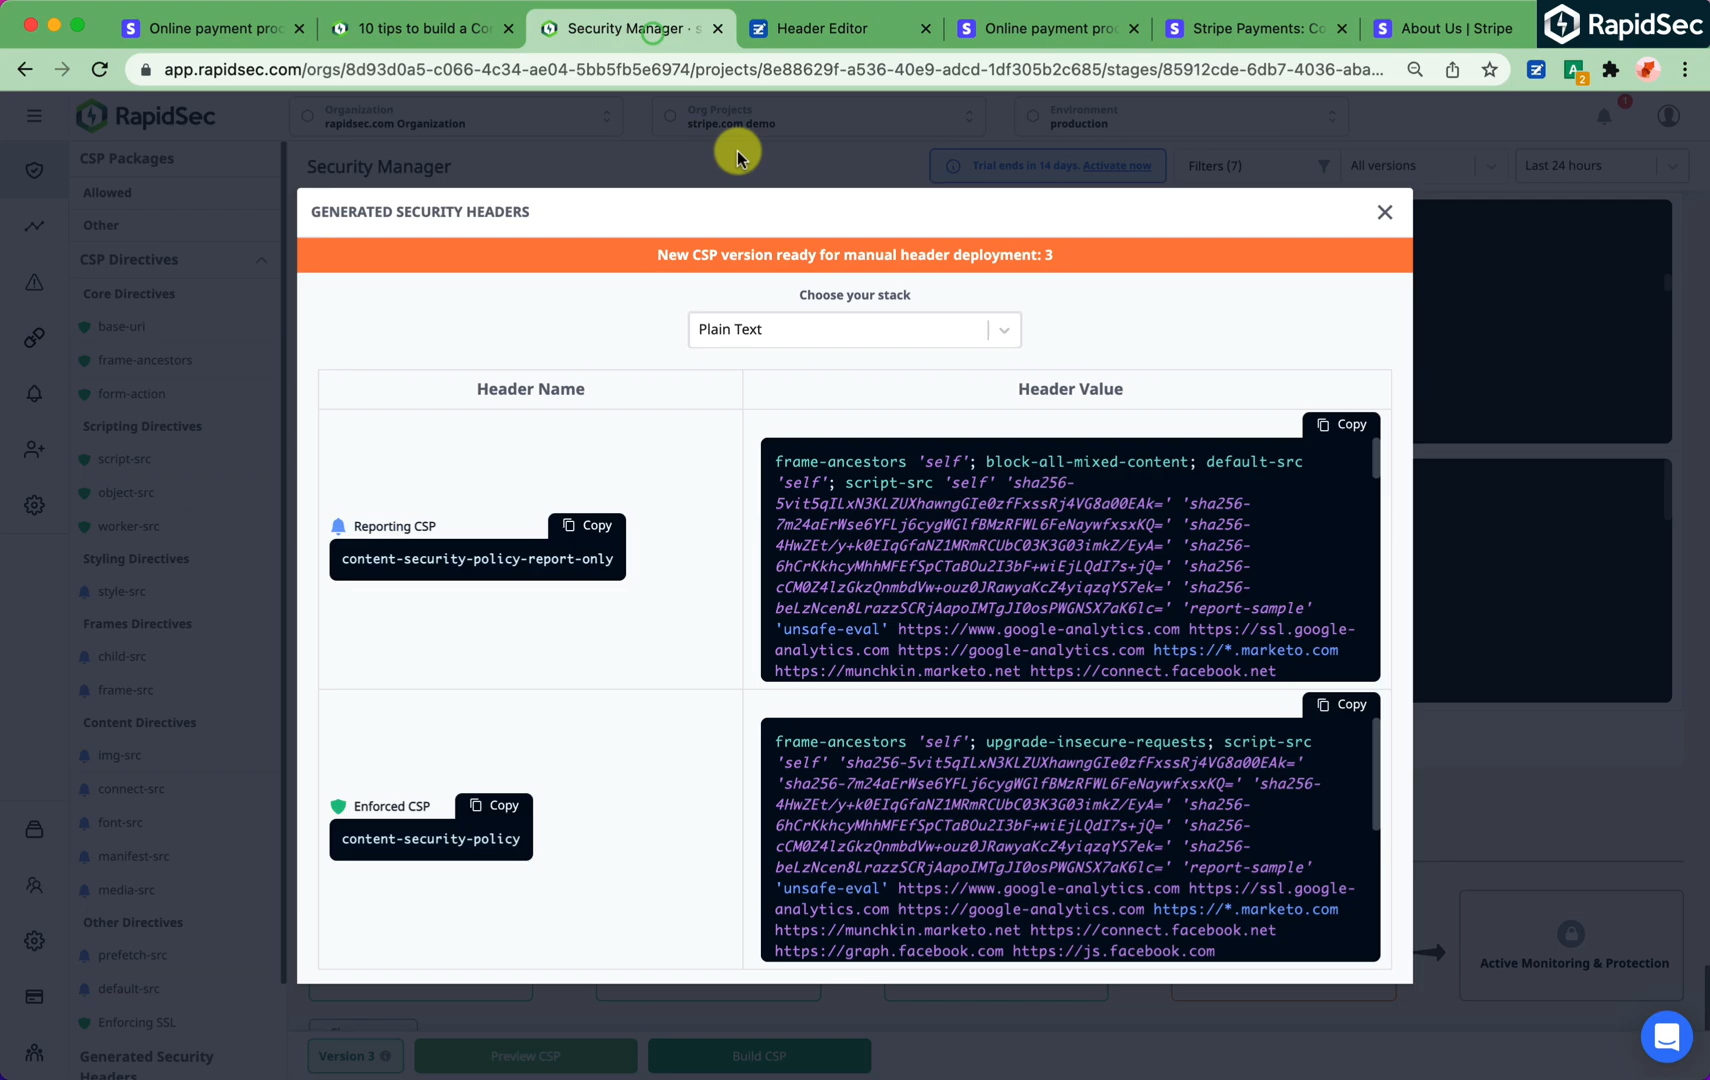 Online payment proc
10 tips to build a Co
Security Manager · s
Header Editor
Online payment proc
Stripe Payments: Co
About Us | Stripe
RapidSec
app.rapidsec.com/orgs/8d93d0a5-c066-4c34-ae04-5bb5fb5e6974/projects/8e88629f-a536-40e9-adcd-1df305b2c685/stages/85912cde-6db7-4036-aba...
2
RapidSec
Organization
rapidsec.com Organization
Org Projects
stripe.com demo
Environment
production
1
CSP Packages
Allowed
Other
CSP Directives
Core Directives
base-uri
frame-ancestors
form-action
Scripting Directives
script-src
object-src
worker-src
Styling Directives
style-src
Frames Directives
child-src
frame-src
Content Directives
img-src
connect-src
font-src
manifest-src
media-src
Other Directives
prefetch-src
default-src
Enforcing SSL
Generated Security
Headers
Security Manager
Trial ends in 14 days. Activate now
Filters (7)
All versions
Last 24 hours
GENERATED SECURITY HEADERS
New CSP version ready for manual header deployment: 3
Choose your stack
Plain Text
Header Name
Header Value
Reporting CSP
Copy
content-security-policy-report-only
Copy
frame-ancestors 'self'; block-all-mixed-content; default-src
'self'; script-src 'self' 'sha256-
5vit5qILxN3KLZUXhawngGIe0zfFxssRj4VG8a00EAk=' 'sha256-
7m24aErWse6YFLj6cygWGlfBMzRFWL6FeNaywfxsxKQ=' 'sha256-
4HwZEt/y+k0EIqGfaNZ1MRmRCUbC03K3G03imkZ/EyA=' 'sha256-
6hCrKkhcyMhhMFEfSpCTaBOu2I3bF+wiEjLQdI7s+jQ=' 'sha256-
cCM0Z4lzGkzQnmbdVw+ouz0JRawyaKcZ4yiqzqYS7ek=' 'sha256-
beLzNcen8LrazzSCRjAapoIMTgJI0osPWGNSX7aK6lc=' 'report-sample'
'unsafe-eval' https://www.google-analytics.com https://ssl.google-
analytics.com https://google-analytics.com https://*.marketo.com
https://munchkin.marketo.net https://connect.facebook.net
Enforced CSP
Copy
content-security-policy
Copy
frame-ancestors 'self'; upgrade-insecure-requests; script-src
'self' 'sha256-5vit5qILxN3KLZUXhawngGIe0zfFxssRj4VG8a00EAk='
'sha256-7m24aErWse6YFLj6cygWGlfBMzRFWL6FeNaywfxsxKQ=' 'sha256-
4HwZEt/y+k0EIqGfaNZ1MRmRCUbC03K3G03imkZ/EyA=' 'sha256-
6hCrKkhcyMhhMFEfSpCTaBOu2I3bF+wiEjLQdI7s+jQ=' 'sha256-
cCM0Z4lzGkzQnmbdVw+ouz0JRawyaKcZ4yiqzqYS7ek=' 'sha256-
beLzNcen8LrazzSCRjAapoIMTgJI0osPWGNSX7aK6lc=' 'report-sample'
'unsafe-eval' https://www.google-analytics.com https://ssl.google-
analytics.com https://google-analytics.com https://*.marketo.com
https://munchkin.marketo.net https://connect.facebook.net
https://graph.facebook.com https://js.facebook.com
Active Monitoring & Protection
Version 3
Preview CSP
Build CSP